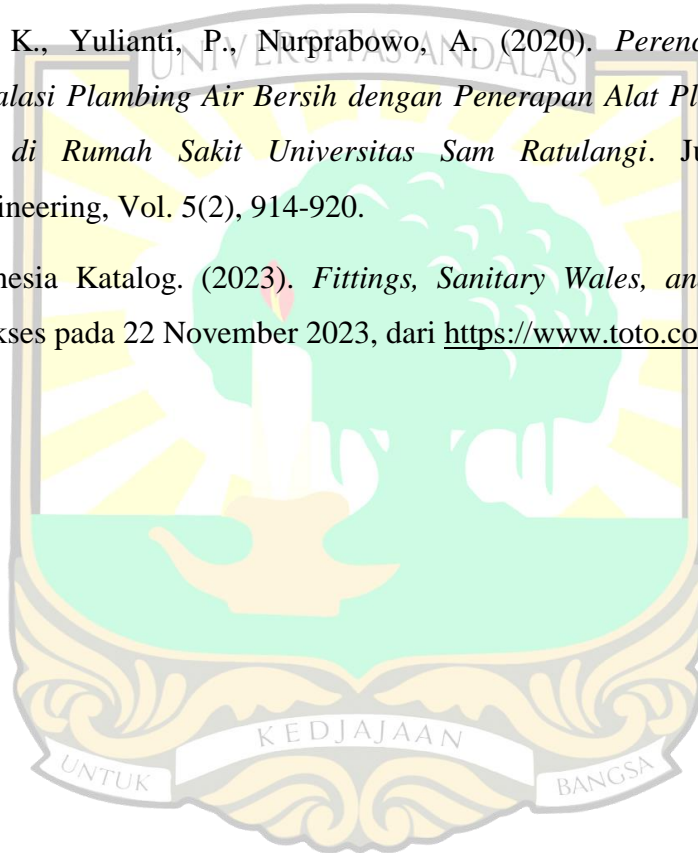 K., Yulianti, P., Nurprabowo, A. (2020). Perenc
alasi Plambing Air Bersih dengan Penerapan Alat Pl
di Rumah Sakit Universitas Sam Ratulangi. Ju
ineering, Vol. 5(2), 914-920.
nesia Katalog. (2023). Fittings, Sanitary Wales, an
kses pada 22 November 2023, dari https://www.toto.co
UNIVERSITAS ANDALAS
KEDJAJAAN
UNTUK
BANGSA